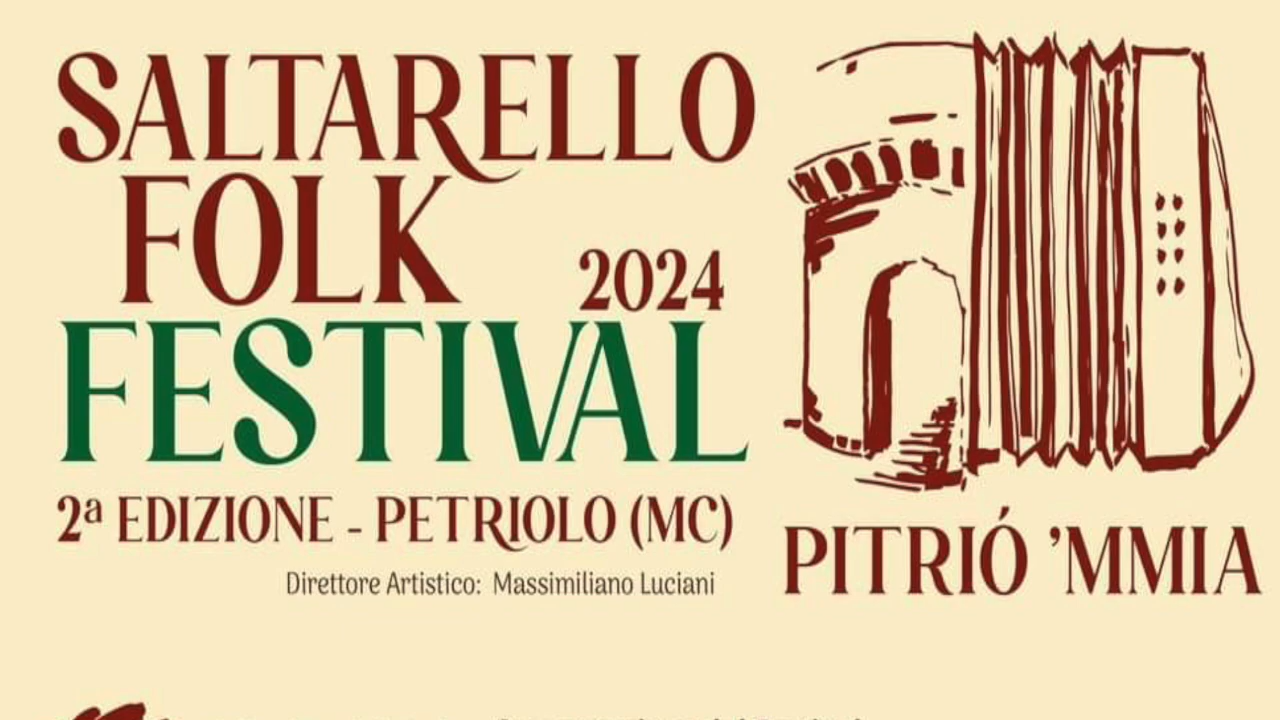 SALTARELLO
FOLK
2024
FESTIVAL
2ª EDIZIONE - PETRIOLO (MC)
Direttore Artistico: Massimiliano Luciani
PITRIÓ 'MMIA